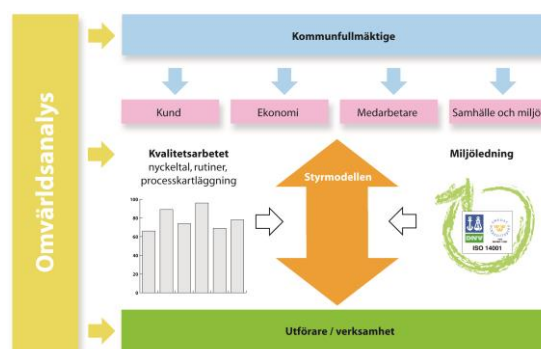 Omvärldsanalys
Kommunfullmäktige
Kund
Ekonomi
Medarbetare
Samhälle och miljö
Kvalitetsarbetet
nyckeltal, rutiner,
processkartläggning
100
80
60
40
20
0
Styrmodellen
Miljöledning
ISO 14001
Utförare / verksamhet